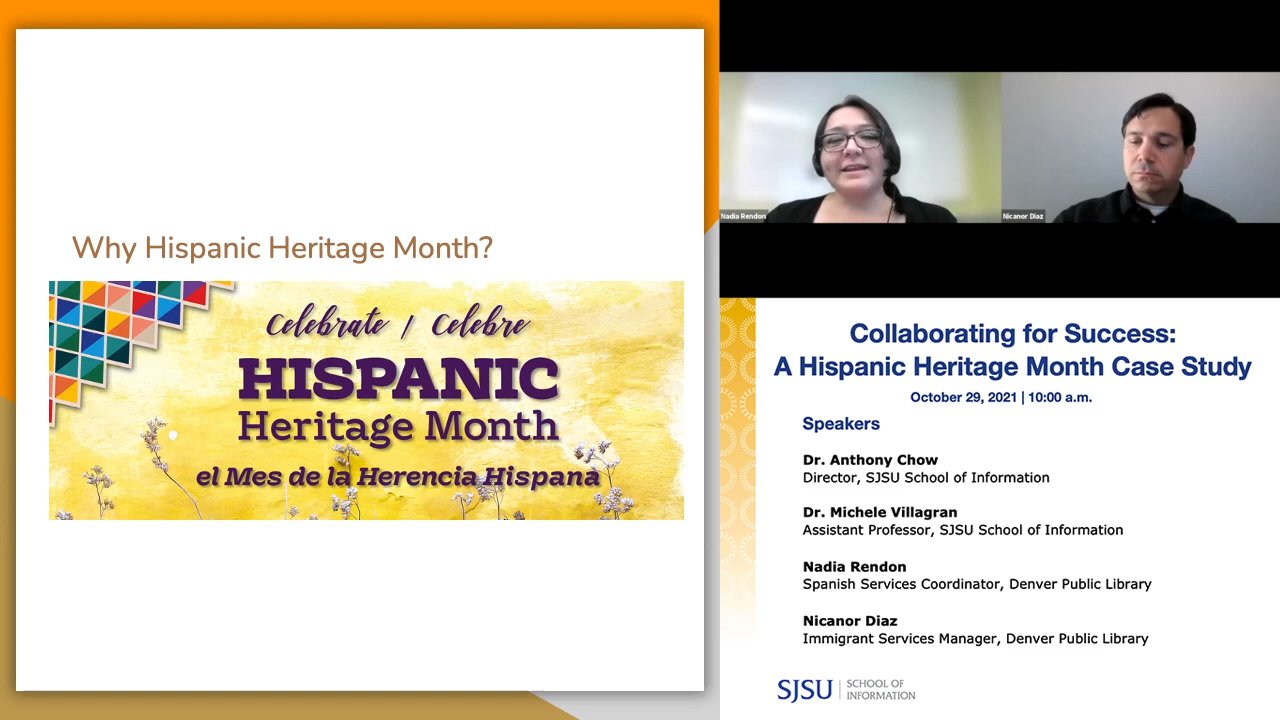 Why Hispanic Heritage Month?
Celebrate / Celebre
HISPANIC
Heritage Month
el Mes de la Herencia Hispana
Nadia Rendon
Nicanor Diaz
Collaborating for Success:
A Hispanic Heritage Month Case Study
October 29, 2021 | 10:00 a.m.
Speakers
Dr. Anthony Chow
Director, SJSU School of Information
Dr. Michele Villagran
Assistant Professor, SJSU School of Information
Nadia Rendon
Spanish Services Coordinator, Denver Public Library
Nicanor Diaz
Immigrant Services Manager, Denver Public Library
SJSU | SCHOOL OF
INFORMATION